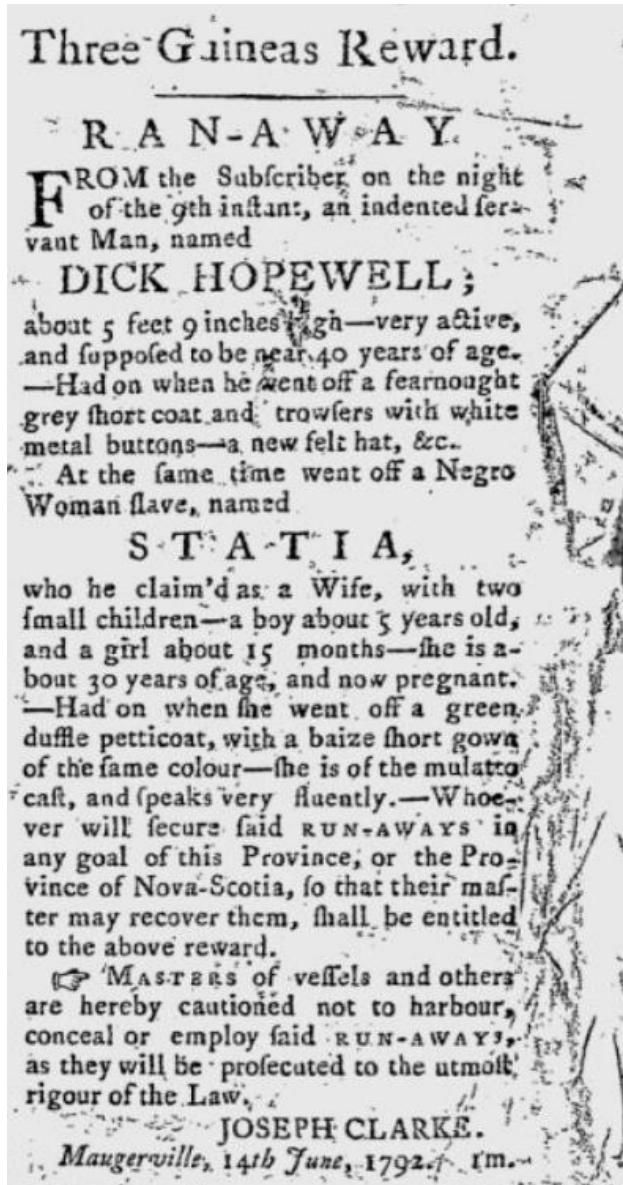 Three Guineas Reward.
RAN-AWAY
FROM the Subſcriber on the night
of the 9th inſtant, an indented ſer-
vant Man, named
DICK HOPEWELL;
about 5 feet 9 inches high—very active,
and ſuppoſed to be near 40 years of age.
—Had on when he went off a fearnought
grey ſhort coat and trowſers with white
metal buttons—a new felt hat, &c.
At the ſame time went off a Negro
Woman ſlave, named
STATIA,
who he claim'd as a Wife, with two
ſmall children—a boy about 5 years old,
and a girl about 15 months—ſhe is a-
bout 30 years of age, and now pregnant.
—Had on when ſhe went off a green
duffle petticoat, with a baize ſhort gown
of the ſame colour—ſhe is of the mulatto
caſt, and ſpeaks very fluently.—Whoe-
ver will ſecure ſaid RUN-AWAYS in
any goal of this Province, or the Pro-
vince of Nova-Scotia, ſo that their maſ-
ter may recover them, ſhall be entitled
to the above reward.
☞ MASTERS of veſſels and others
are hereby cautioned not to harbour,
conceal or employ ſaid RUN-AWAYS,
as they will be proſecuted to the utmoſt
rigour of the Law.
JOSEPH CLARKE.
Maugerville, 14th June, 1792. 1m.